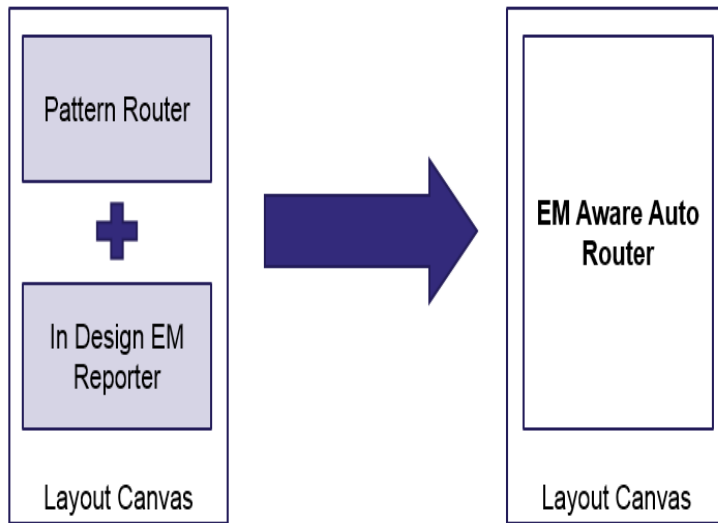 Pattern Router
In Design EM
Reporter
Layout Canvas
EM Aware Auto
Router
Layout Canvas